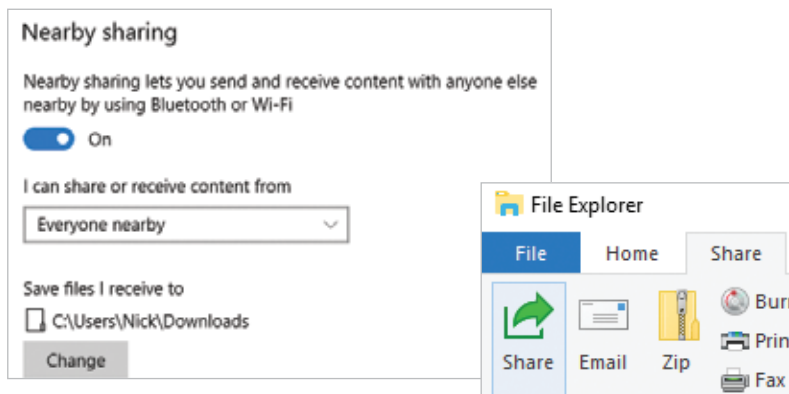 Nearby sharing
Nearby sharing lets you send and receive content with anyone else
nearby by using Bluetooth or Wi-Fi
On
I can share or receive content from
Everyone nearby
Save files I receive to
C:\Users\Nick\Downloads
Change
File Explorer
File Home Share
Share Email Zip
Fax